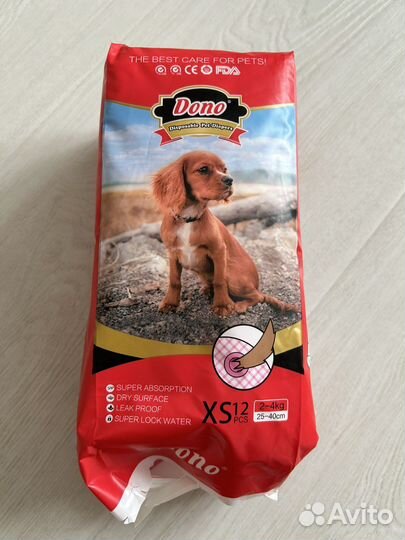 THE BEST CARE FOR PETS!
CE FDA
Dono
Disposable Pet Diapers
SUPER ABSORPTION
DRY SURFACE
LEAK PROOF
SUPER LOCK WATER
XS 12 PCS
2-4kg
25-40cm
Dono
Avito